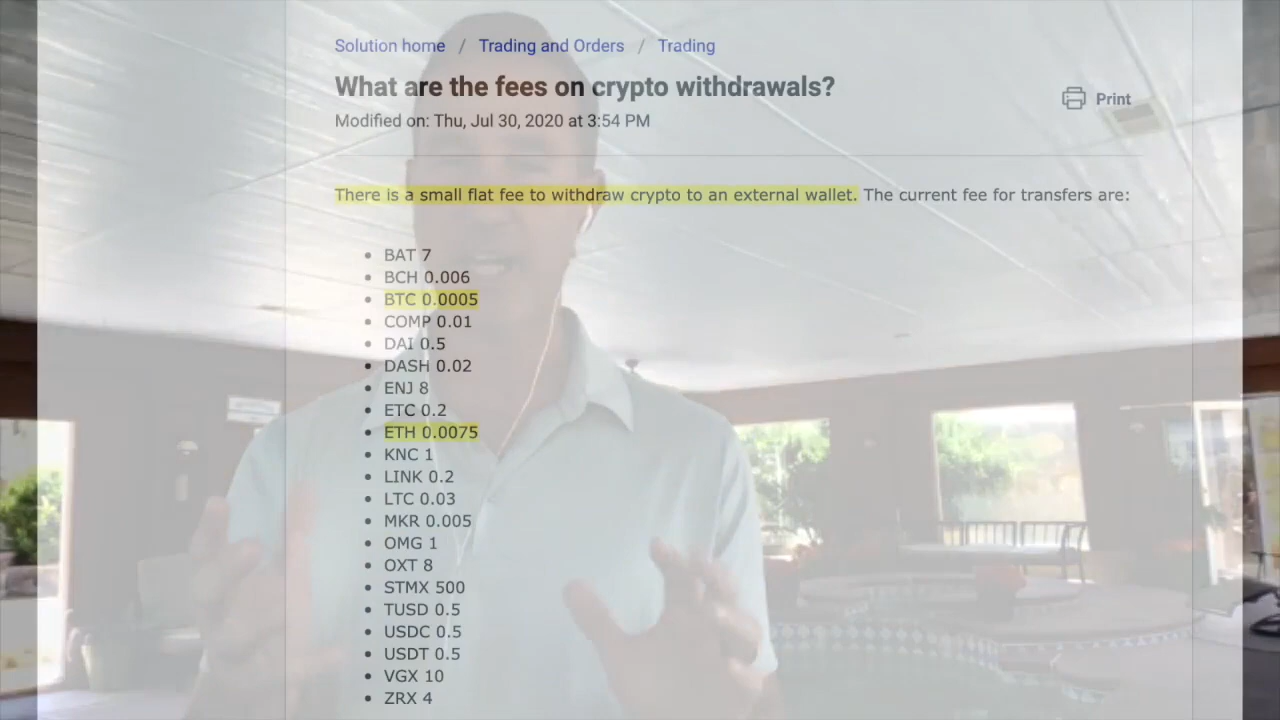 Solution home / Trading and Orders / Trading
What are the fees on crypto withdrawals?
Print
Modified on: Thu, Jul 30, 2020 at 3:54 PM
There is a small flat fee to withdraw crypto to an external wallet. The current fee for transfers are:
• BAT 7
• BCH 0.006
• BTC 0.0005
• COMP 0.01
• DAI 0.5
• DASH 0.02
• ENJ 8
• ETC 0.2
• ETH 0.0075
• KNC 1
• LINK 0.2
• LTC 0.03
• MKR 0.005
• OMG 1
• OXT 8
• STMX 500
• TUSD 0.5
• USDC 0.5
• USDT 0.5
• VGX 10
• ZRX 4